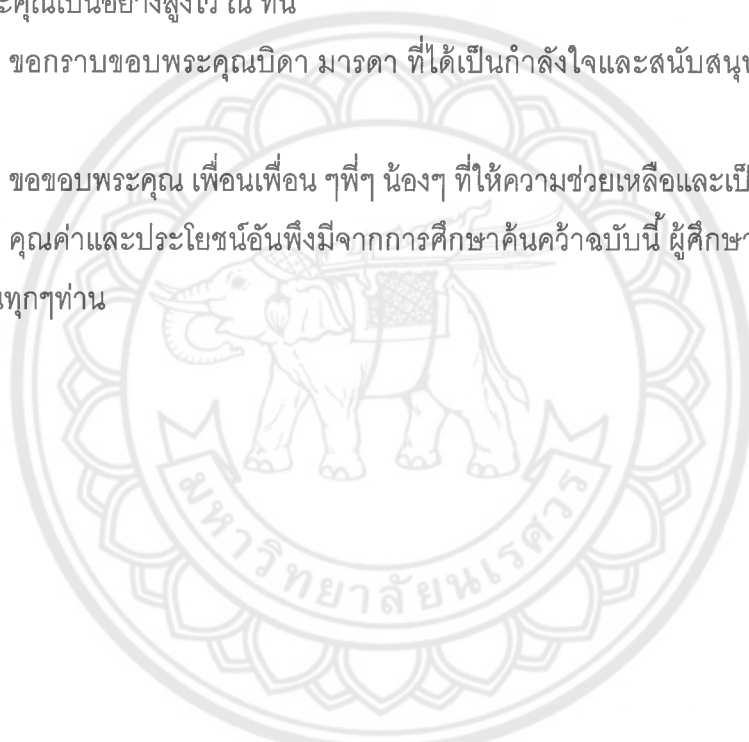 ะคุณเป็นอย่างสูงไว้ ณ ที่นี้
ขอกราบขอบพระคุณบิดา มารดา ที่ได้เป็นกำลังใจและสนับสนุน
ขอขอบพระคุณ เพื่อนเพื่อน ๆพี่ๆ น้องๆ ที่ให้ความช่วยเหลือและเป็
คุณค่าและประโยชน์อันพึงมีจากการศึกษาค้นคว้าฉบับนี้ ผู้ศึกษา
นทุกๆท่าน
มหาวิทยาลัยนเรศวร